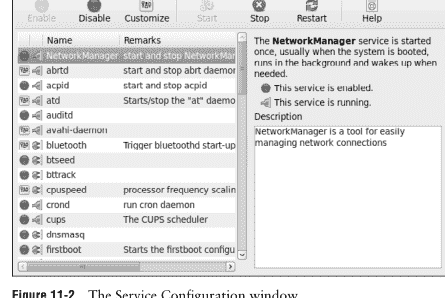 Enable Disable Customize Start Stop Restart Help
Name Remarks
NetworkManager start and stop NetworkMan
abrtd start and stop abrt daemon
acpid start and stop acpid
atd Starts/stop the "at" daemo
auditd
avahi-daemon
bluetooth Trigger bluetoothd start-up
btseed
bttrack
cpuspeed processor frequency scalin
crond run cron daemon
cups The CUPS scheduler
dnsmasq
firstboot Starts the firstboot configu
The NetworkManager service is started
once, usually when the system is booted,
runs in the background and wakes up when
needed.
This service is enabled.
This service is running.
Description
NetworkManager is a tool for easily
managing network connections
Figure 11-2 The Service Configuration window